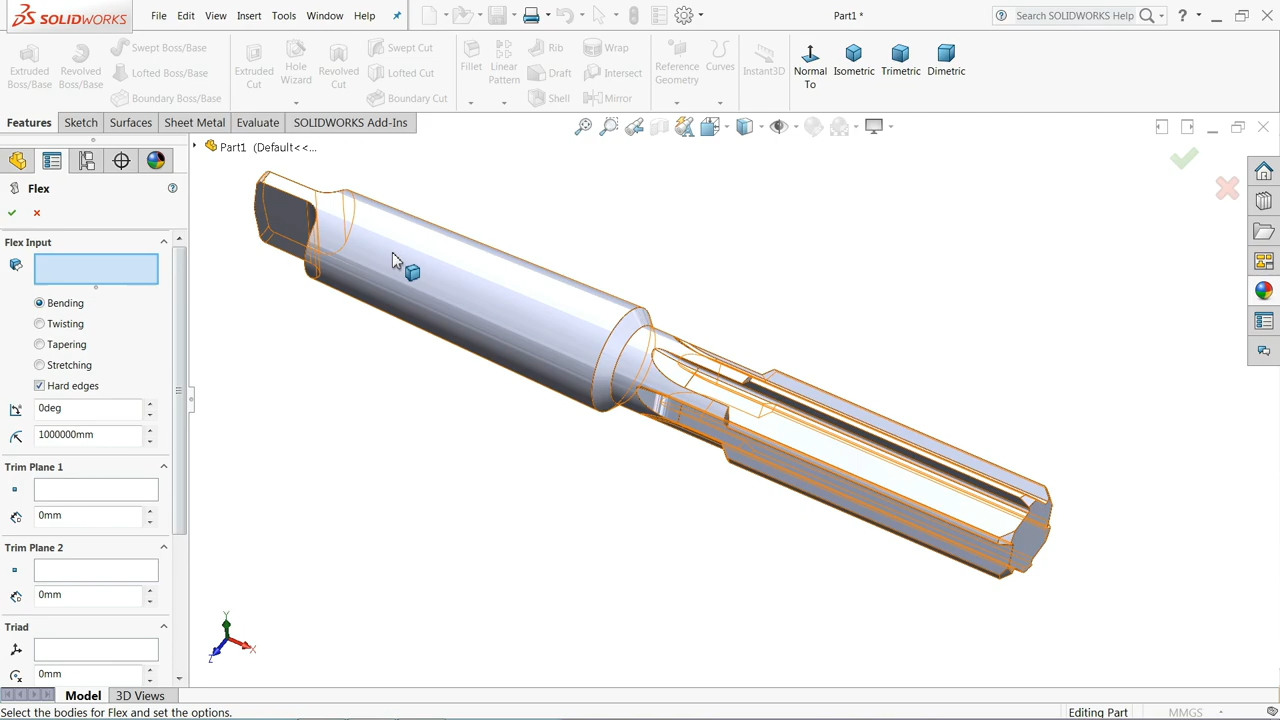 SOLIDWORKS File Edit View Insert Tools Window Help Part1 * Search SOLIDWORKS Help ?
Extruded Boss/Base
Revolved Boss/Base
Swept Boss/Base
Lofted Boss/Base
Boundary Boss/Base
Extruded Cut
Hole Wizard
Revolved Cut
Swept Cut
Lofted Cut
Boundary Cut
Fillet
Linear Pattern
Rib
Draft
Shell
Wrap
Intersect
Mirror
Reference Geometry
Curves
Instant3D
Normal To
Isometric
Trimetric
Dimetric
Features Sketch Surfaces Sheet Metal Evaluate SOLIDWORKS Add-Ins
Part1 (Default<<...
Flex
Flex Input
Bending
Twisting
Tapering
Stretching
Hard edges
0deg
1000000mm
Trim Plane 1
0mm
Trim Plane 2
0mm
Triad
0mm
Y
X
Z
Model 3D Views
Select the bodies for Flex and set the options. Editing Part MMGS